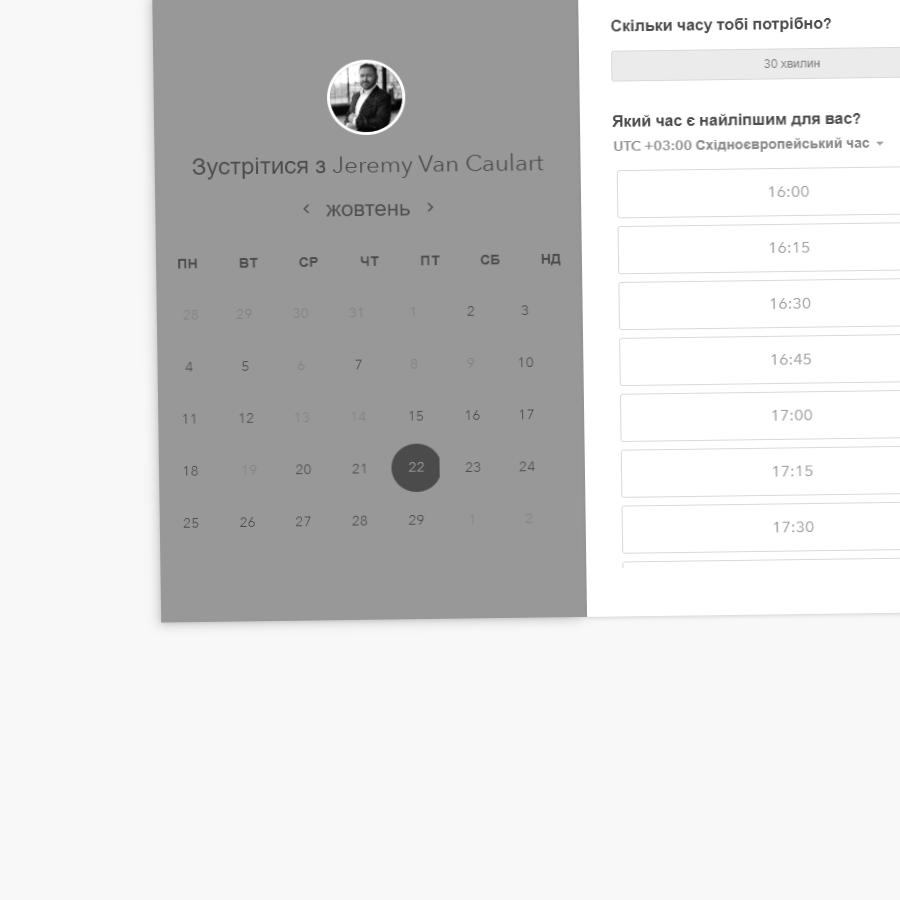 Зустрітися з Jeremy Van Caulart
жовтень
ПН ВТ СР ЧТ ПТ СБ НД
28 29 30 31 1 2 3
4 5 6 7 8 9 10
11 12 13 14 15 16 17
18 19 20 21 22 23 24
25 26 27 28 29 1 2
Скільки часу тобі потрібно?
30 хвилин
Який час є найліпшим для вас?
UTC +03:00 Східноєвропейський час
16:00
16:15
16:30
16:45
17:00
17:15
17:30